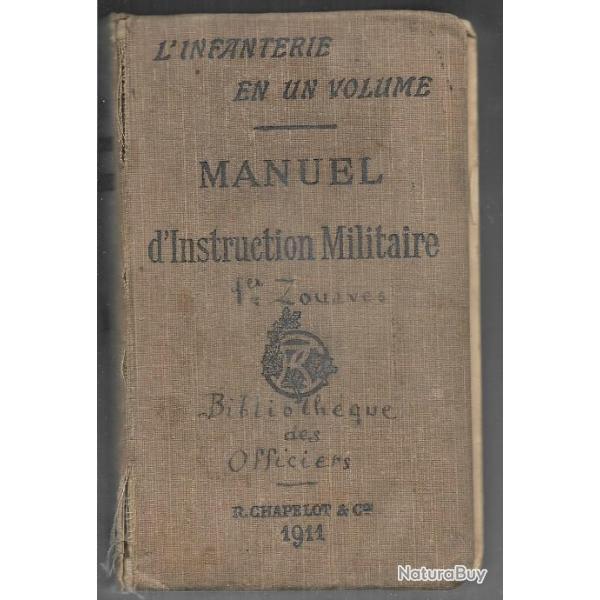 L'INFANTERIE
EN UN VOLUME
MANUEL
d'Instruction Militaire
1er Zouaves
Bibliothèque
des
Officiers
R. CHAPELOT & Cie
1911
NaturaBuy